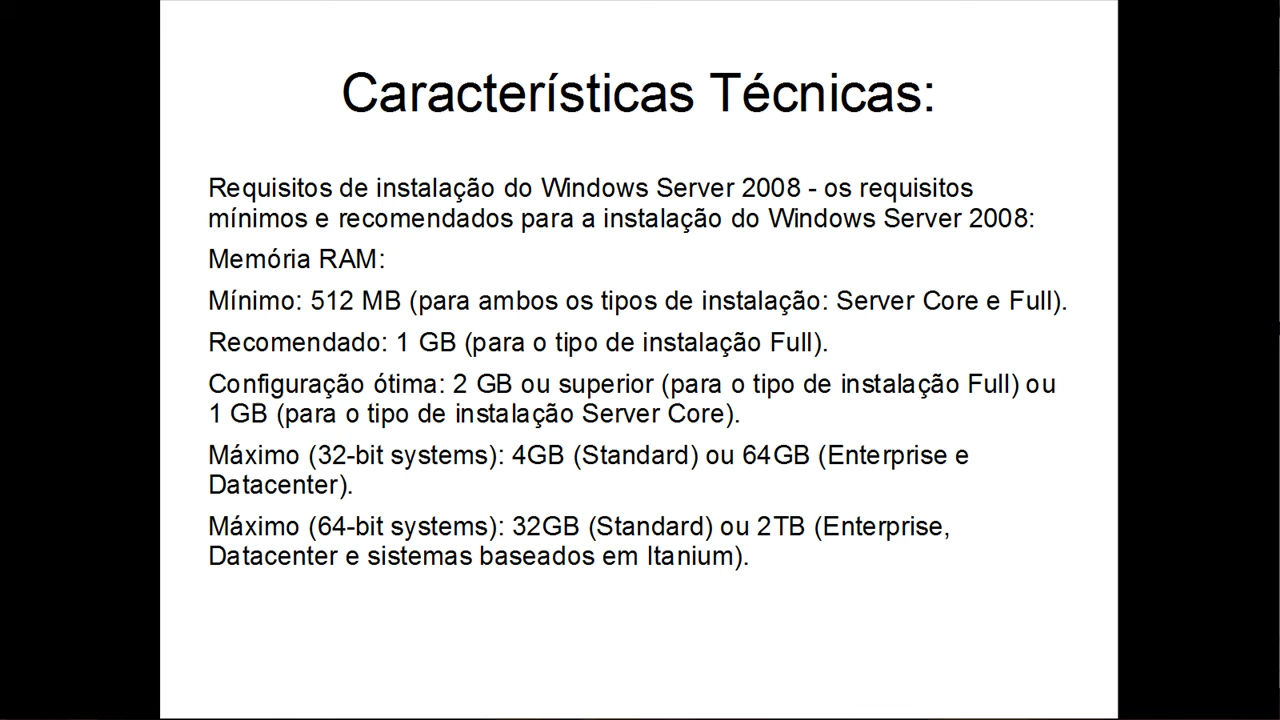 Características Técnicas:
Requisitos de instalação do Windows Server 2008 - os requisitos
mínimos e recomendados para a instalação do Windows Server 2008:
Memória RAM:
Mínimo: 512 MB (para ambos os tipos de instalação: Server Core e Full).
Recomendado: 1 GB (para o tipo de instalação Full).
Configuração ótima: 2 GB ou superior (para o tipo de instalação Full) ou
1 GB (para o tipo de instalação Server Core).
Máximo (32-bit systems): 4GB (Standard) ou 64GB (Enterprise e
Datacenter).
Máximo (64-bit systems): 32GB (Standard) ou 2TB (Enterprise,
Datacenter e sistemas baseados em Itanium).